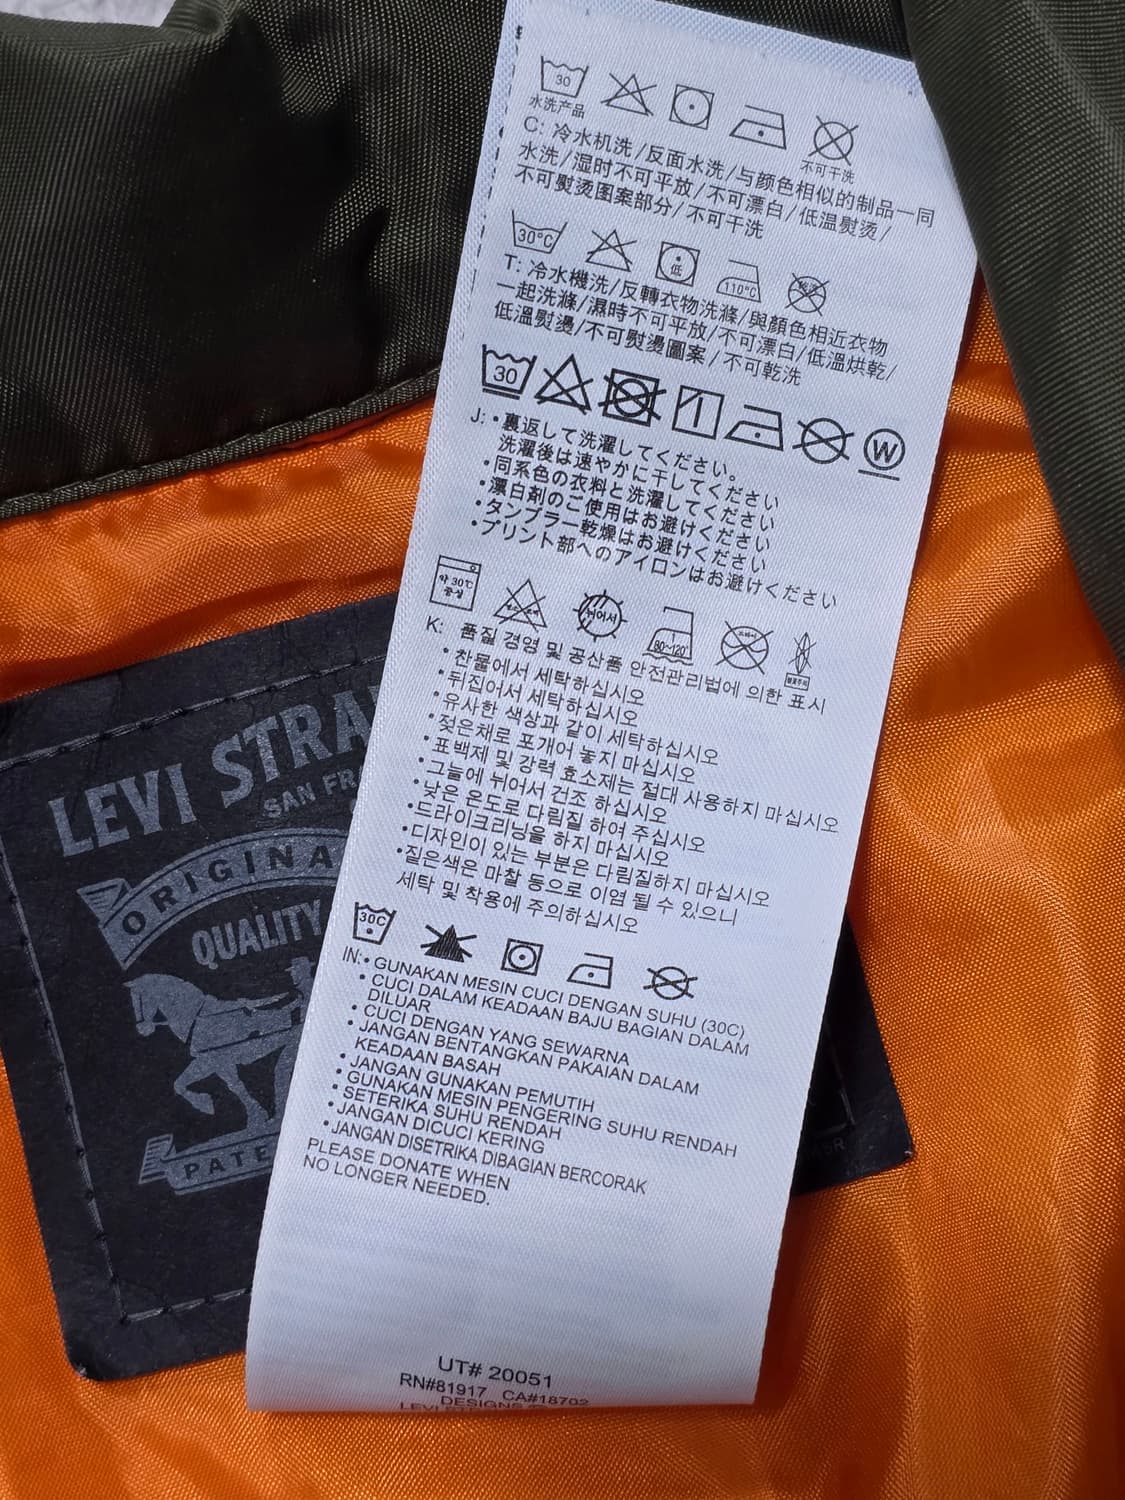 30
水洗产品
不可干洗
C: 冷水机洗/反面水洗/与颜色相似的制品一同
水洗/湿时不可平放/不可漂白/低温熨烫/
不可熨烫图案部分/不可干洗
30°C
低
110°C
T: 冷水機洗/反轉衣物洗滌/與顏色相近衣物
一起洗滌/濕時不可平放/不可漂白/低溫烘乾/
低溫熨燙/不可熨燙圖案/不可乾洗
30
W
J: •裏返して洗濯してください。
洗濯後は速やかに干してください
•同系色の衣料と洗濯してください
•漂白剤のご使用はお避けください
•タンブラー乾燥はお避けください
•プリント部へのアイロンはお避けください
약30℃
중성
뉘어서
80~120
K: 품질 경영 및 공산품 안전관리법에 의한 표시
•찬물에서 세탁하십시오
•뒤집어서 세탁하십시오
•유사한 색상과 같이 세탁하십시오
•젖은채로 포개어 놓지 마십시오
•표백제 및 강력 효소제는 절대 사용하지 마십시오
•그늘에 뉘어서 건조 하십시오
•낮은 온도로 다림질 하여 주십시오
•드라이크리닝을 하지 마십시오
•디자인이 있는 부분은 다림질하지 마십시오
•짙은색은 마찰 등으로 이염 될 수 있으니
세탁 및 착용에 주의하십시오
30C
IN:•GUNAKAN MESIN CUCI DENGAN SUHU (30C)
•CUCI DALAM KEADAAN BAJU BAGIAN DALAM
DILUAR
•CUCI DENGAN YANG SEWARNA
•JANGAN BENTANGKAN PAKAIAN DALAM
KEADAAN BASAH
•JANGAN GUNAKAN PEMUTIH
•GUNAKAN MESIN PENGERING SUHU RENDAH
•SETERIKA SUHU RENDAH
•JANGAN DICUCI KERING
•JANGAN DISETRIKA DIBAGIAN BERCORAK
PLEASE DONATE WHEN
NO LONGER NEEDED.
UT# 20051
RN#81917 CA#18702
DESIGNS
LEVI STRA
SAN FRA
ORIGINA
QUALITY
PATE